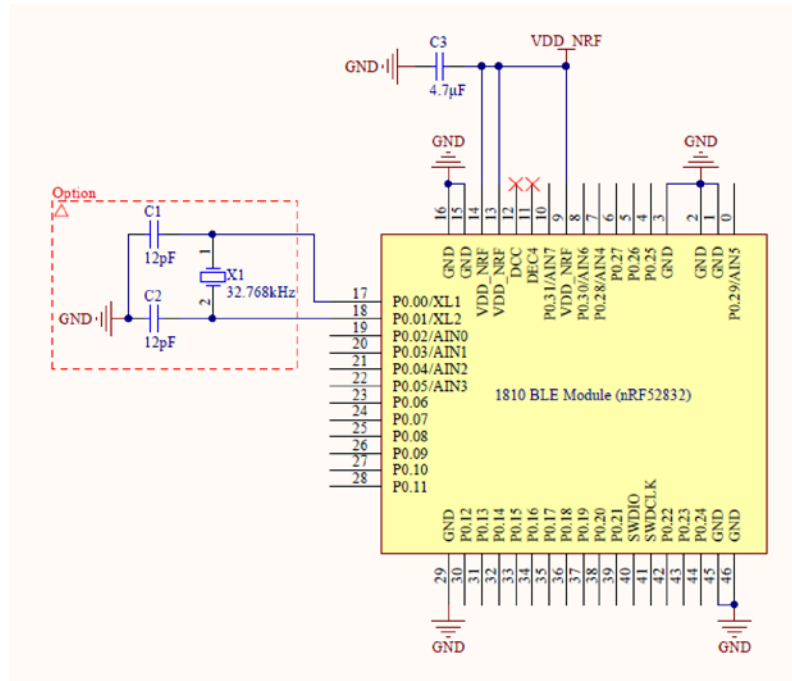 C3
VDD_NRF
GND
4.7µF
GND
GND
Option
C1
12pF
1
X1
32.768kHz
2
C2
GND
12pF
16
15
14
13
12
11
10
9
8
7
6
5
4
3
2
1
0
GND
GND
VDD_NRF
VDD_NRF
DCC
DEC4
P0.31/AIN7
VDD_NRF
P0.30/AIN6
P0.28/AIN4
P0.27
P0.26
P0.25
GND
GND
GND
P0.29/AIN5
17 P0.00/XL1
18 P0.01/XL2
19 P0.02/AIN0
20 P0.03/AIN1
21 P0.04/AIN2
22 P0.05/AIN3
23 P0.06
24 P0.07
25 P0.08
26 P0.09
27 P0.10
28 P0.11
1810 BLE Module (nRF52832)
GND
P0.12
P0.13
P0.14
P0.15
P0.16
P0.17
P0.18
P0.19
P0.20
P0.21
SWDIO
SWDCLK
P0.22
P0.23
P0.24
GND
GND
29
30
31
32
33
34
35
36
37
38
39
40
41
42
43
44
45
46
GND
GND